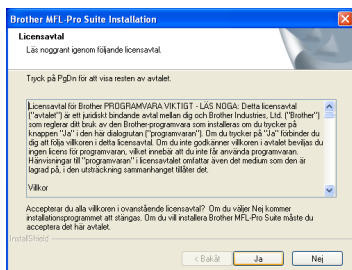 Brother MFL-Pro Suite Installation
Licensavtal
Läs noggrant igenom följande licensavtal.
Tryck på PgDn för att visa resten av avtalet.
Licensavtal för Brother PROGRAMVARA VIKTIGT - LÄS NOGA: Detta licensavtal
("avtalet") är ett juridiskt bindande avtal mellan dig och Brother Industries, Ltd. ("Brother")
som reglerar ditt bruk av den Brother-programvara som installeras om du trycker på
knappen "Ja" i den här dialogrutan ("programvaran"). Om du trycker på "Ja" förbinder du
dig att följa villkoren i detta licensavtal. Om du inte godkänner villkoren i avtalet beviljas du
ingen licens för programvaran, vilket innebär att du inte får använda programvaran.
Hänvisningar till "programvaran" i licensavtalet omfattar även det medium som den är
lagrad på, i den utsträckning sammanhanget tillåter det.
Villkor
Accepterar du alla villkoren i ovanstående licensavtal? Om du väljer Nej kommer
installationsprogrammet att stängas. Om du vill installera Brother MFL-Pro Suite måste du
acceptera det här avtalet.
InstallShield
< Bakåt
Ja
Nej